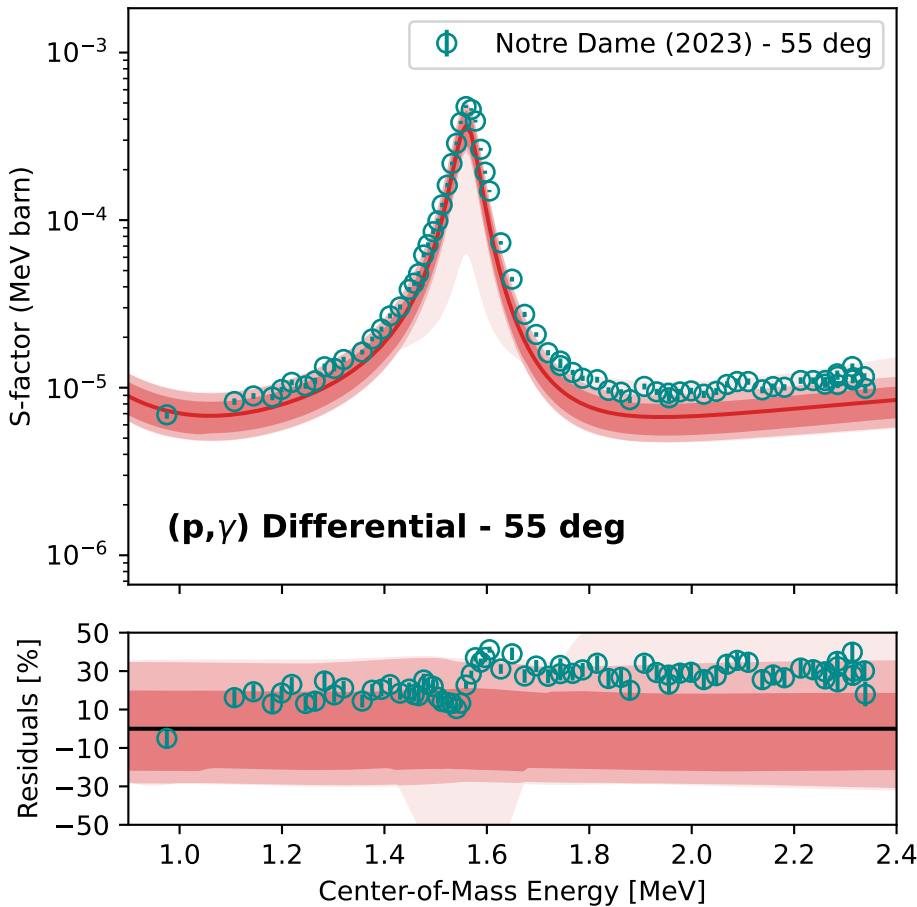 Notre Dame (2023) - 55 deg
S-factor (MeV barn)
10⁻³
10⁻⁴
10⁻⁵
10⁻⁶
(p,γ) Differential - 55 deg
Residuals [%]
50
30
10
−10
−30
−50
1.0 1.2 1.4 1.6 1.8 2.0 2.2 2.4
Center-of-Mass Energy [MeV]